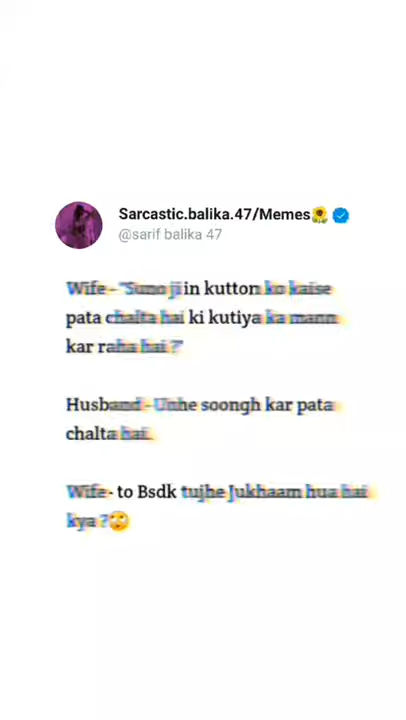 Sarcastic.balika.47/Memes🌻
@sarif balika 47
Wife - "Suno ji in kutton ko kaise
pata chalta hai ki kutiya ka mann
kar raha hai ?"
Husband - Unhe soongh kar pata
chalta hai.
Wife - to Bsdk tujhe Jukhaam hua hai
kya ?🙄